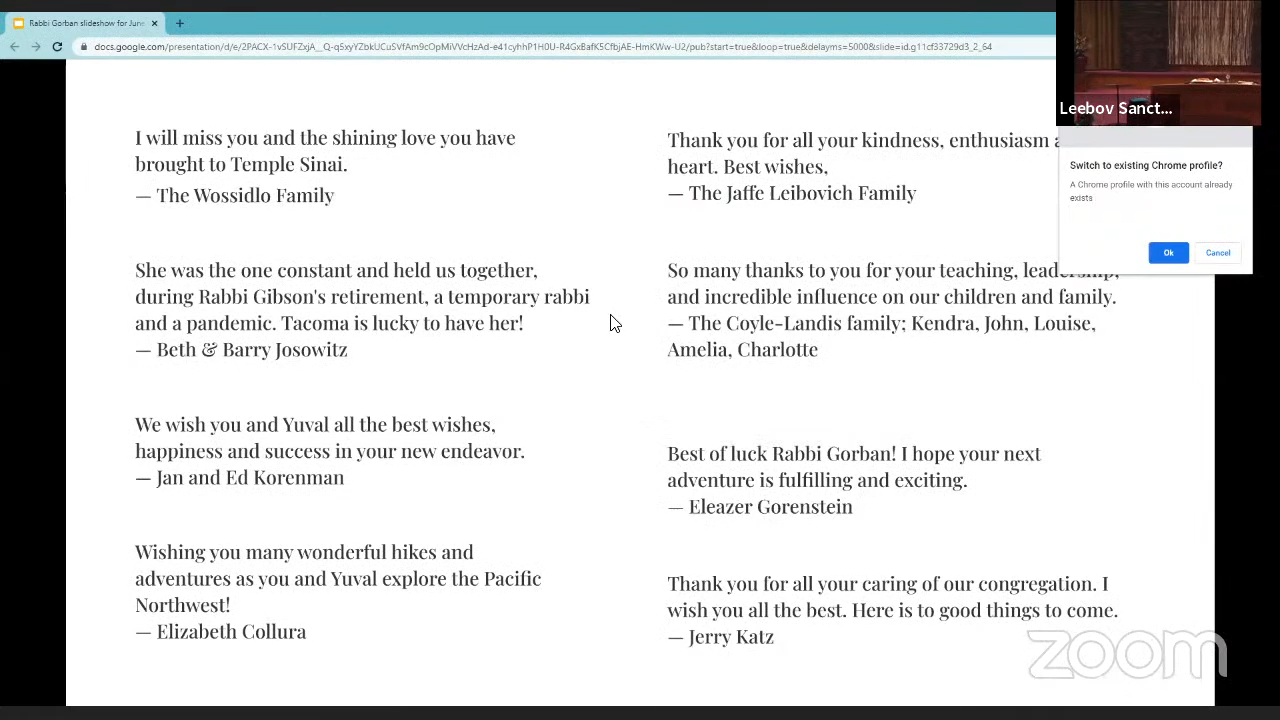 Rabbi Gorban slideshow for June
docs.google.com/presentation/d/e/2PACX-1vSUFZxjA__Q-q5xyYZbkUCuSVfAm9cOpMiVVcHzAd-e41cyhhP1H0U-R4GxBafK5CfbjAE-HmKWw-U2/pub?start=true&loop=true&delayms=5000&slide=id.g11cf33729d3_2_64
Leebov Sanct...
Switch to existing Chrome profile?
A Chrome profile with this account already
exists
Ok
Cancel
I will miss you and the shining love you have
brought to Temple Sinai.
— The Wossidlo Family
She was the one constant and held us together,
during Rabbi Gibson's retirement, a temporary rabbi
and a pandemic. Tacoma is lucky to have her!
— Beth & Barry Josowitz
We wish you and Yuval all the best wishes,
happiness and success in your new endeavor.
— Jan and Ed Korenman
Wishing you many wonderful hikes and
adventures as you and Yuval explore the Pacific
Northwest!
— Elizabeth Collura
Thank you for all your kindness, enthusiasm
heart. Best wishes,
— The Jaffe Leibovich Family
So many thanks to you for your teaching, leadership,
and incredible influence on our children and family.
— The Coyle-Landis family; Kendra, John, Louise,
Amelia, Charlotte
Best of luck Rabbi Gorban! I hope your next
adventure is fulfilling and exciting.
— Eleazer Gorenstein
Thank you for all your caring of our congregation. I
wish you all the best. Here is to good things to come.
— Jerry Katz
zoom